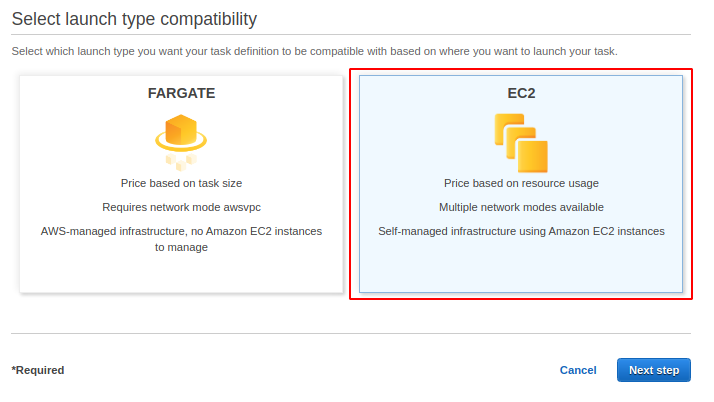 Select launch type compatibility
Select which launch type you want your task definition to be compatible with based on where you want to launch your task.
FARGATE
Price based on task size
Requires network mode awsvpc
AWS-managed infrastructure, no Amazon EC2 instances
to manage
EC2
Price based on resource usage
Multiple network modes available
Self-managed infrastructure using Amazon EC2 instances
*Required
Cancel
Next step